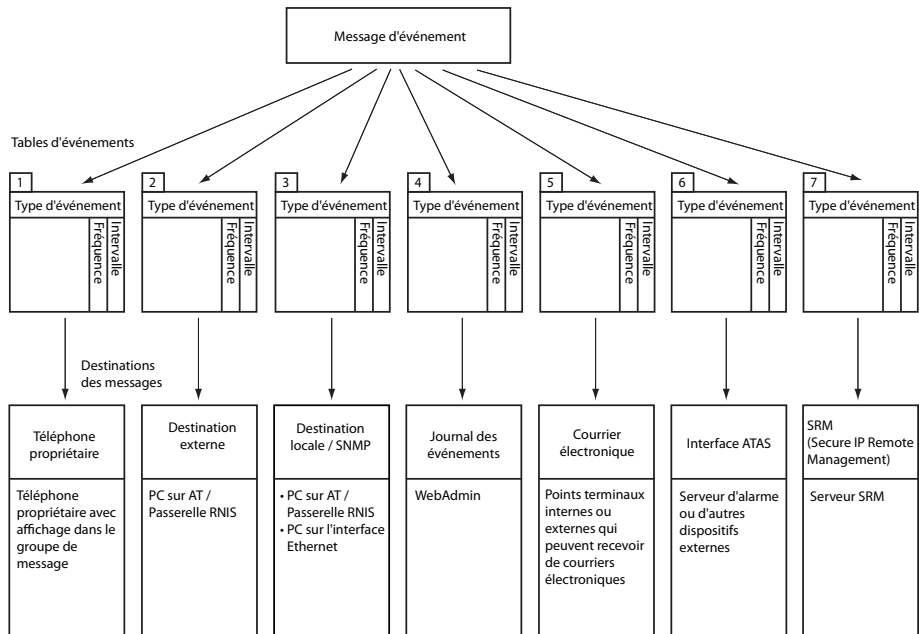 Message d'événement
Tables d'événements
1
2
3
4
5
6
7
Type d'événement
Type d'événement
Type d'événement
Type d'événement
Type d'événement
Type d'événement
Type d'événement
Fréquence
Intervalle
Fréquence
Intervalle
Fréquence
Intervalle
Fréquence
Intervalle
Fréquence
Intervalle
Fréquence
Intervalle
Fréquence
Intervalle
Destinations
des messages
Téléphone
propriétaire
Destination
externe
Destination
locale / SNMP
Journal des
événements
Courrier
électronique
Interface ATAS
SRM
(Secure IP Remote
Management)
Téléphone
propriétaire avec
affichage dans le
groupe de
message
PC sur AT /
Passerelle RNIS
• PC sur AT /
Passerelle RNIS
• PC sur l'interface
Ethernet
WebAdmin
Points terminaux
internes ou
externes qui
peuvent recevoir
de courriers
électroniques
Serveur d'alarme
ou d'autres
dispositifs
externes
Serveur SRM